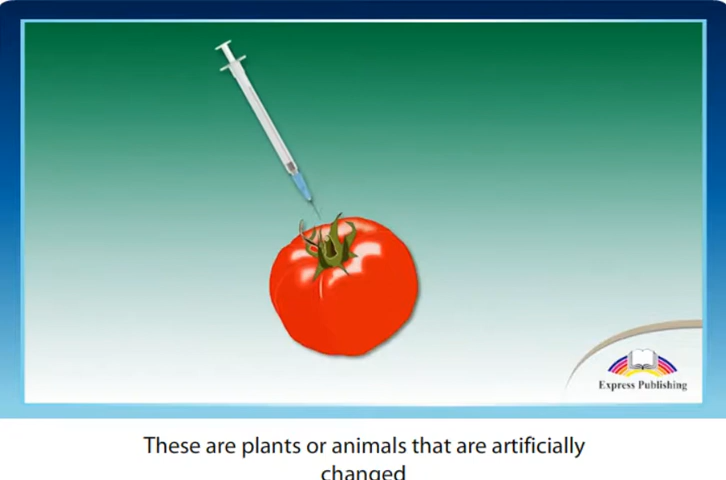 Express Publishing
These are plants or animals that are artificially
changed